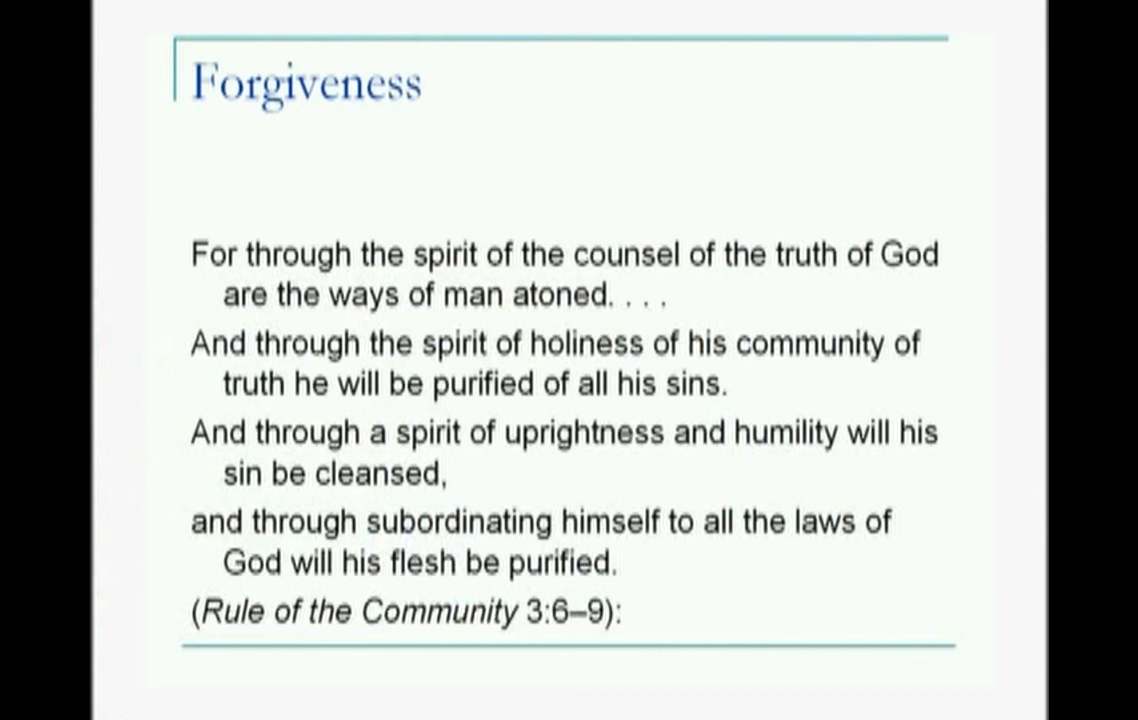 Forgiveness
For through the spirit of the counsel of the truth of God
are the ways of man atoned. . . .
And through the spirit of holiness of his community of
truth he will be purified of all his sins.
And through a spirit of uprightness and humility will his
sin be cleansed,
and through subordinating himself to all the laws of
God will his flesh be purified.
(Rule of the Community 3:6–9):